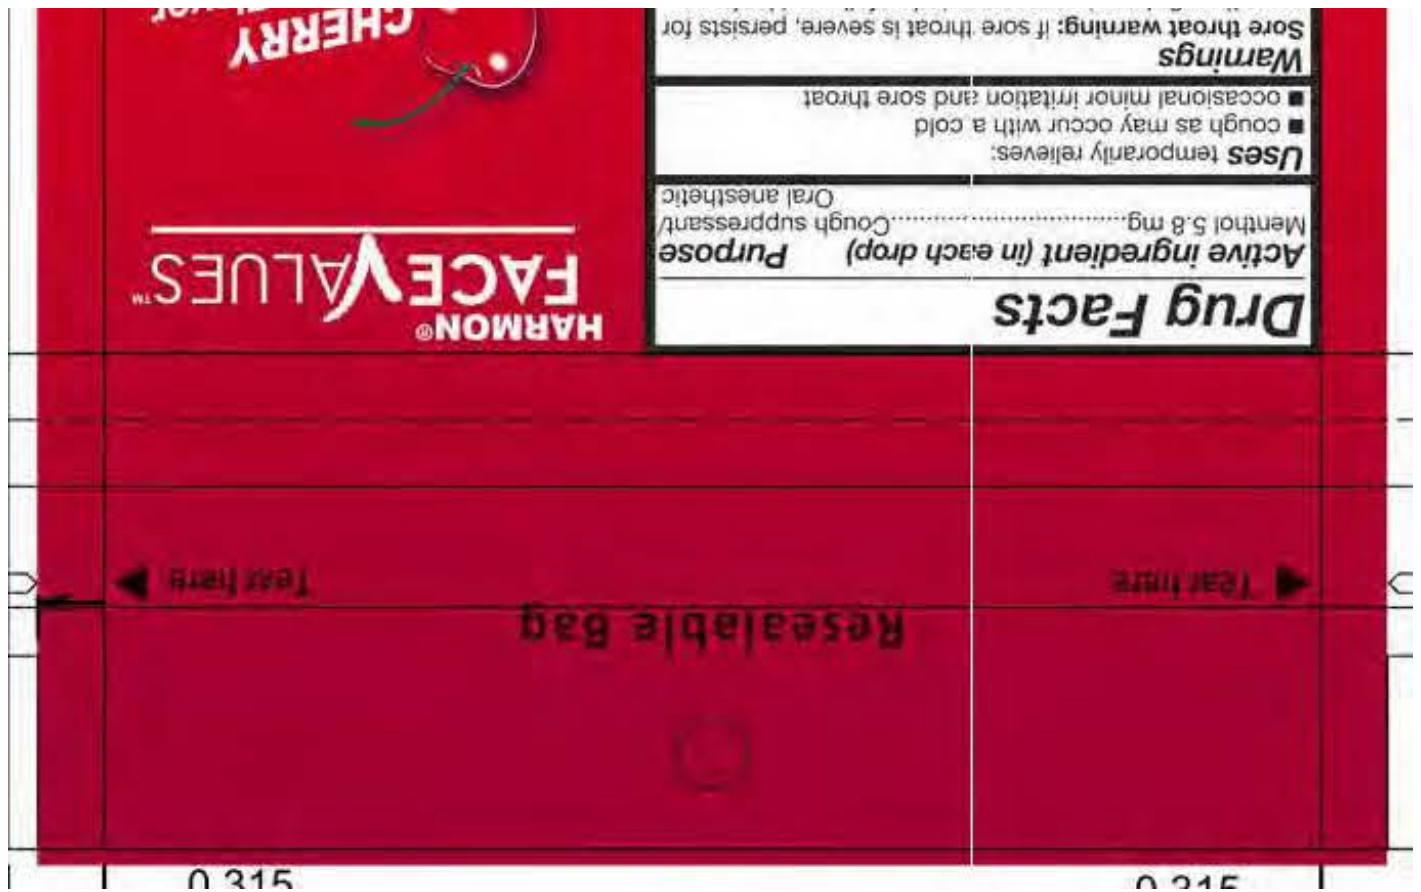 Resealable Bag
Tear here
Tear here
Drug Facts
Active ingredient (in each drop) Purpose
Menthol 5.8 mg..................................Cough suppressant/
Oral anesthetic
Uses temporarily relieves:
■ cough as may occur with a cold
■ occasional minor irritation and sore throat
Warnings
Sore throat warning: if sore throat is severe, persists for
HARMON®
FACEVALUES™
CHERRY
0.315
0.315